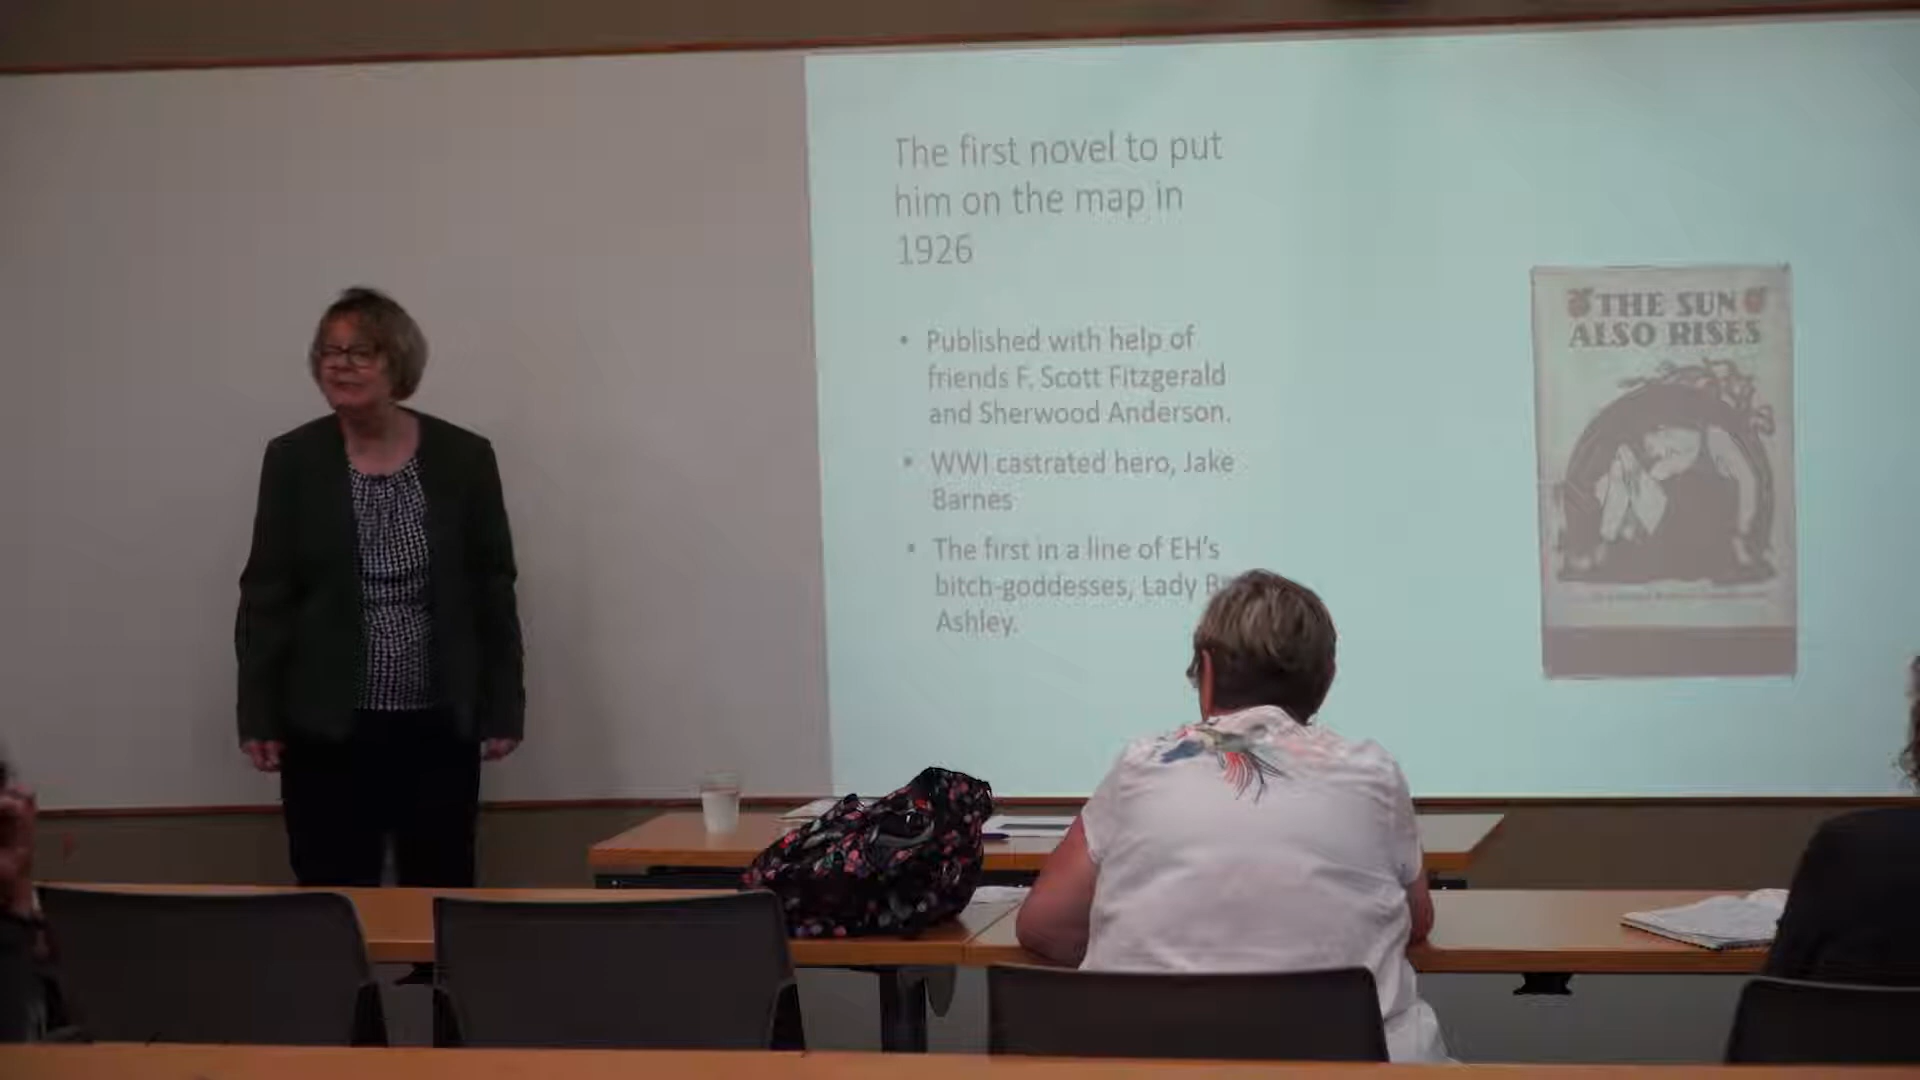 The first novel to put
him on the map in
1926
• Published with help of
friends F. Scott Fitzgerald
and Sherwood Anderson.
• WWI castrated hero, Jake
Barnes
• The first in a line of EH's
bitch-goddesses, Lady
Ashley.
THE SUN
ALSO RISES